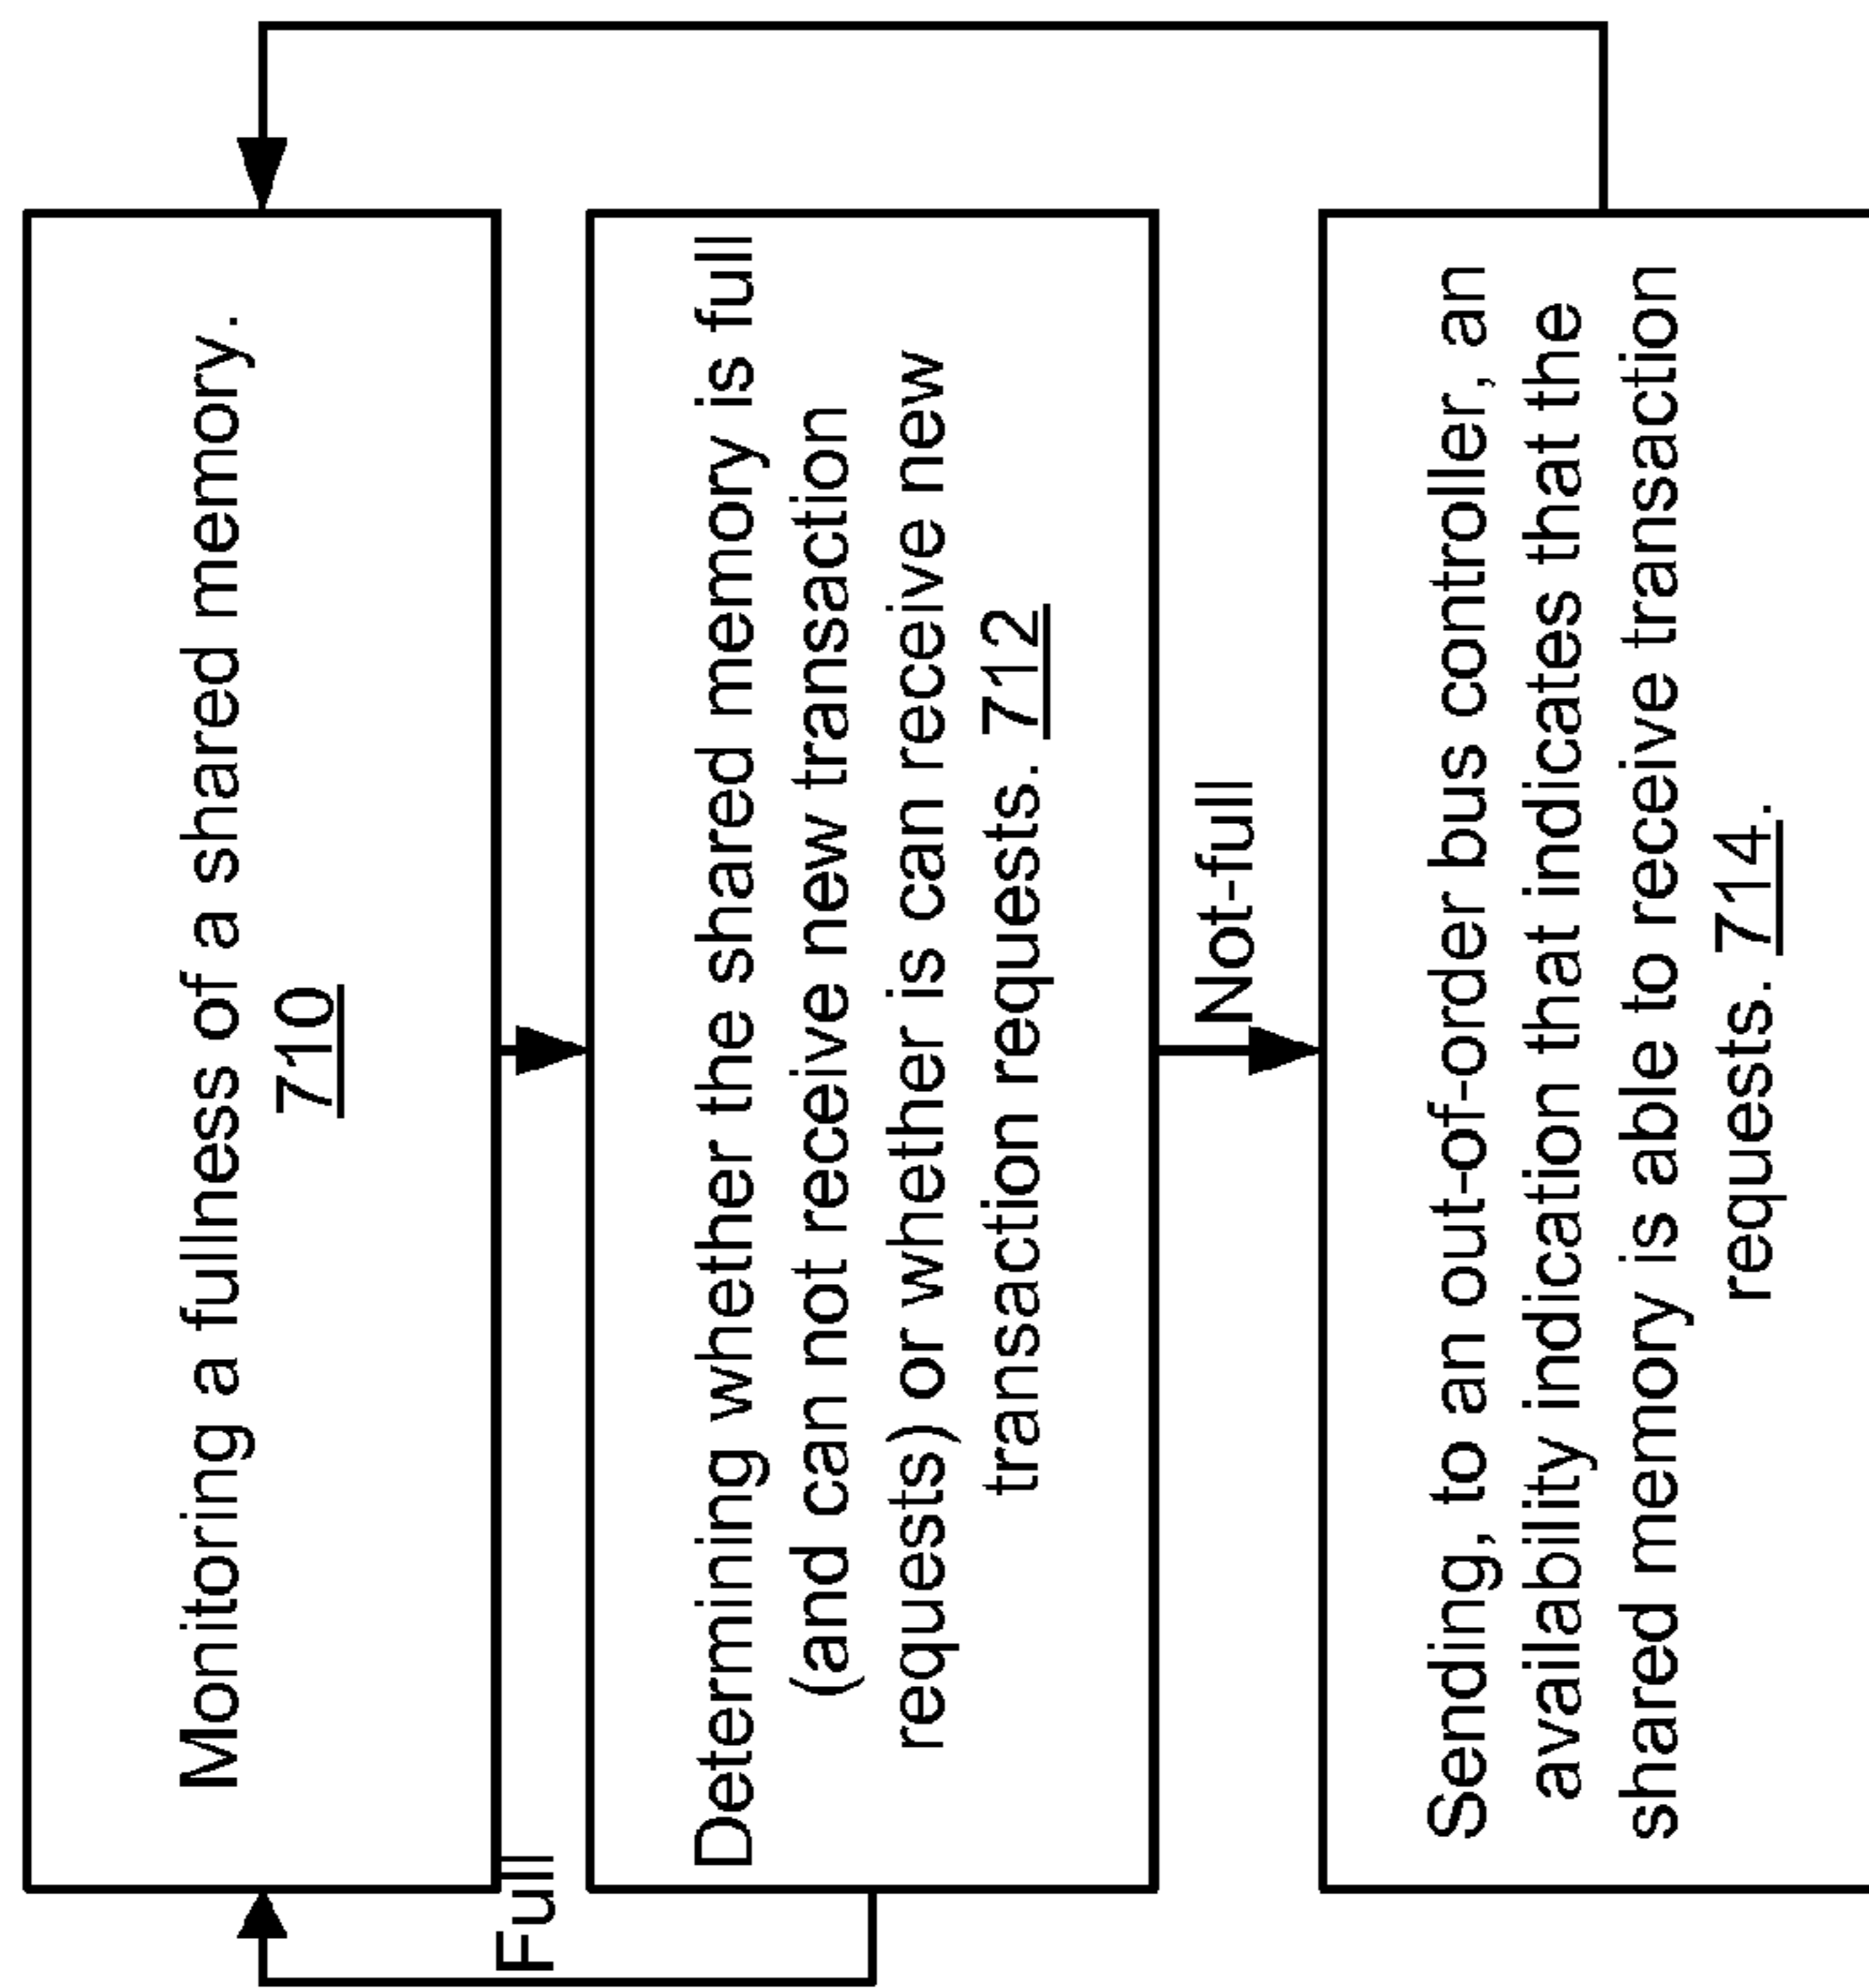 Monitoring a fullness of a shared memory.
710
Full
Determining whether the shared memory is full
(and can not receive new transaction
requests) or whether is can receive new
transaction requests. 712
Not-full
Sending, to an out-of-order bus controller, an
availability indication that indicates that the
shared memory is able to receive transaction
requests. 714.